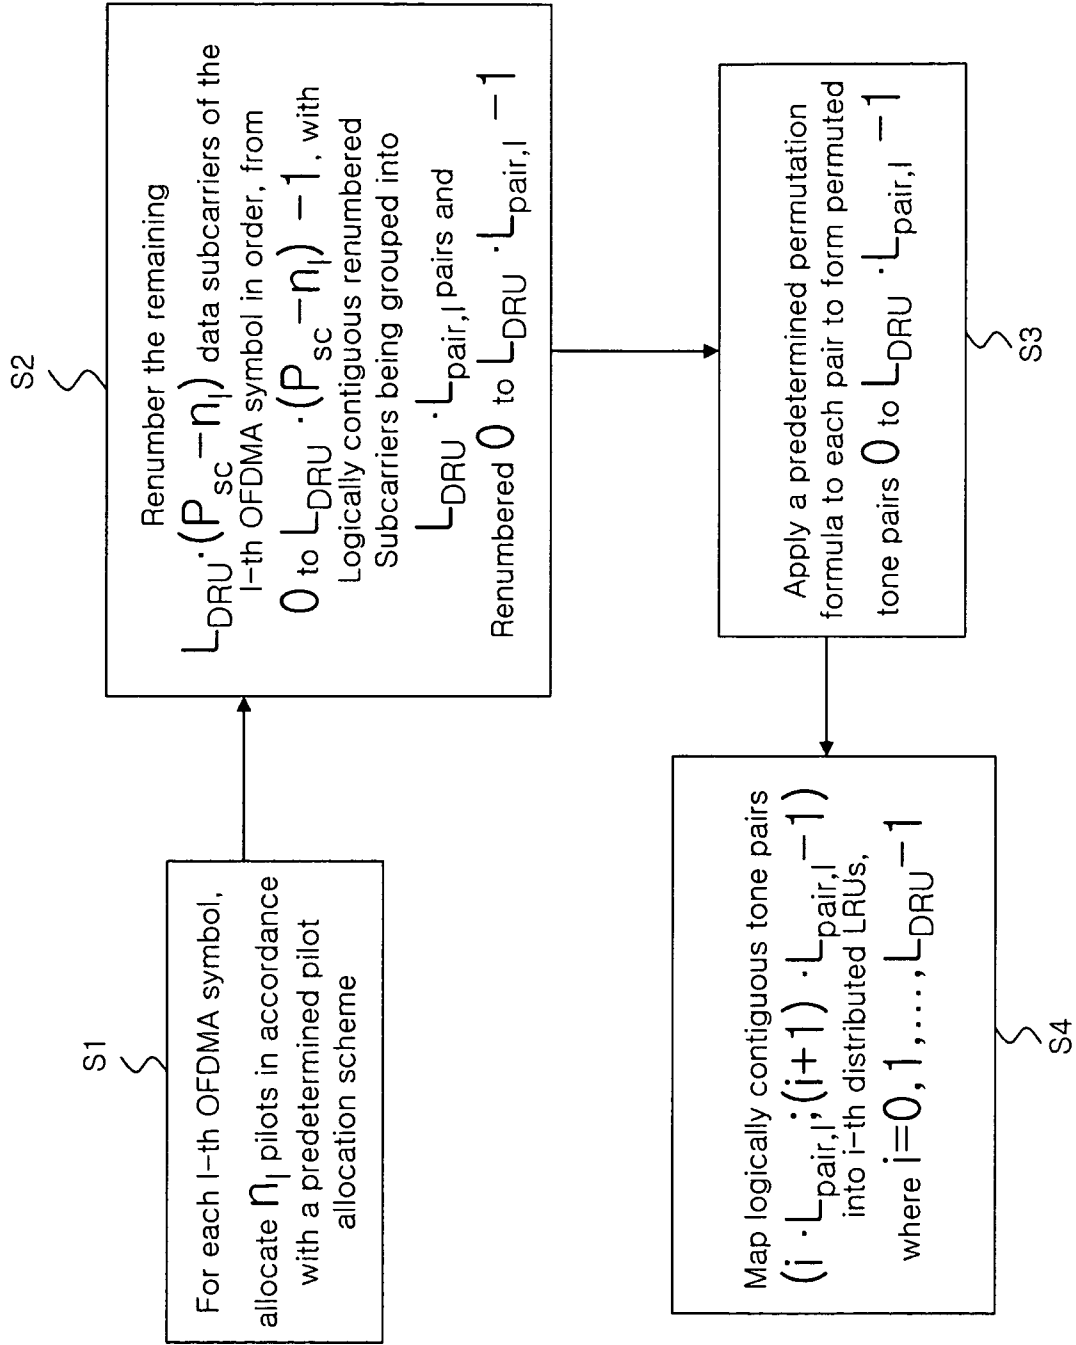 S1
For each l-th OFDMA symbol,
allocate n_l pilots in accordance
with a predetermined pilot
allocation scheme
S2
Renumber the remaining
L_DRU·(P_sc−n_l) data subcarriers of the
l-th OFDMA symbol in order, from
0 to L_DRU·(P_sc−n_l)−1, with
Logically contiguous renumbered
Subcarriers being grouped into
L_DRU·L_pair,l pairs and
Renumbered 0 to L_DRU·L_pair,l−1
Apply a predetermined permutation
formula to each pair to form permuted
tone pairs 0 to L_DRU·L_pair,l−1
S3
Map logically contiguous tone pairs
(i·L_pair,l;(i+1)·L_pair,l−1)
into i-th distributed LRUs,
where i=0,1,...,L_DRU−1
S4